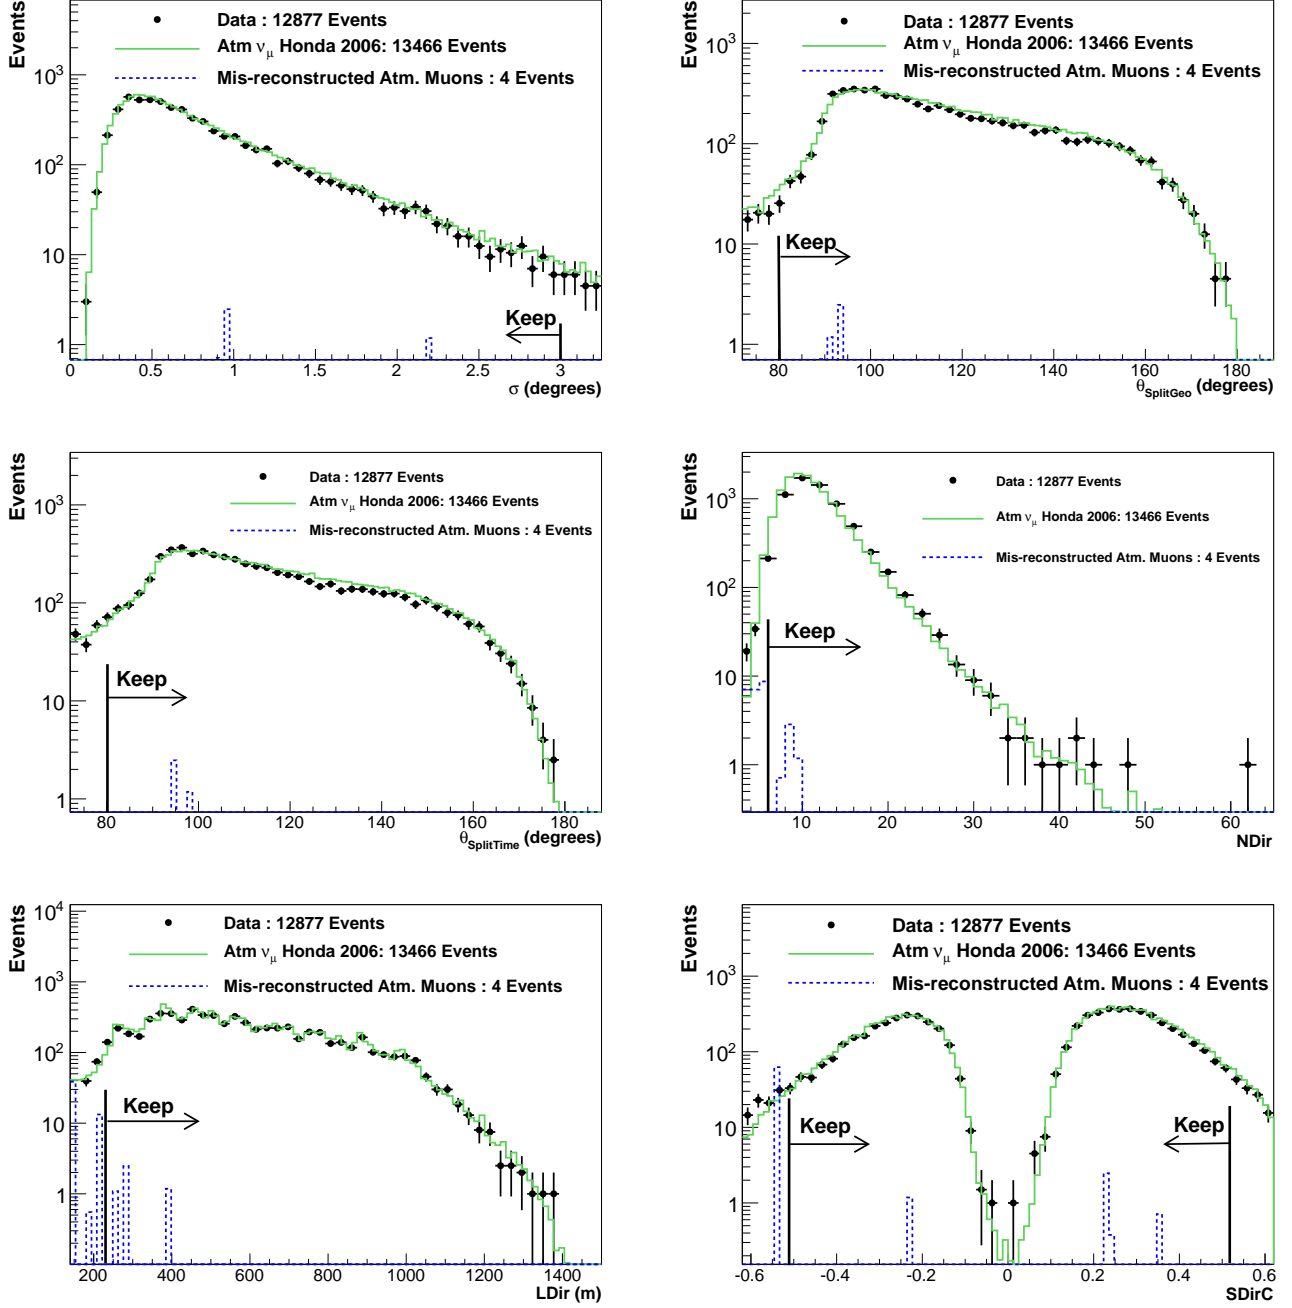 Events
Data : 12877 Events
Atm νμ Honda 2006: 13466 Events
Mis-reconstructed Atm. Muons : 4 Events
10³
10²
10
1
Keep
0 0.5 1 1.5 2 2.5 3
σ (degrees)
Events
Data : 12877 Events
Atm νμ Honda 2006: 13466 Events
Mis-reconstructed Atm. Muons : 4 Events
10³
10²
10
1
Keep
80 100 120 140 160 180
θSplitGeo (degrees)
Events
Data : 12877 Events
Atm νμ Honda 2006: 13466 Events
Mis-reconstructed Atm. Muons : 4 Events
10³
10²
10
1
Keep
80 100 120 140 160 180
θSplitTime (degrees)
Events
Data : 12877 Events
Atm νμ Honda 2006: 13466 Events
Mis-reconstructed Atm. Muons : 4 Events
10³
10²
10
1
Keep
10 20 30 40 50 60
NDir
Events
Data : 12877 Events
Atm νμ Honda 2006: 13466 Events
Mis-reconstructed Atm. Muons : 4 Events
10⁴
10³
10²
10
1
Keep
200 400 600 800 1000 1200 1400
LDir (m)
Events
Data : 12877 Events
Atm νμ Honda 2006: 13466 Events
Mis-reconstructed Atm. Muons : 4 Events
10³
10²
10
1
Keep
Keep
-0.6 -0.4 -0.2 0 0.2 0.4 0.6
SDirC